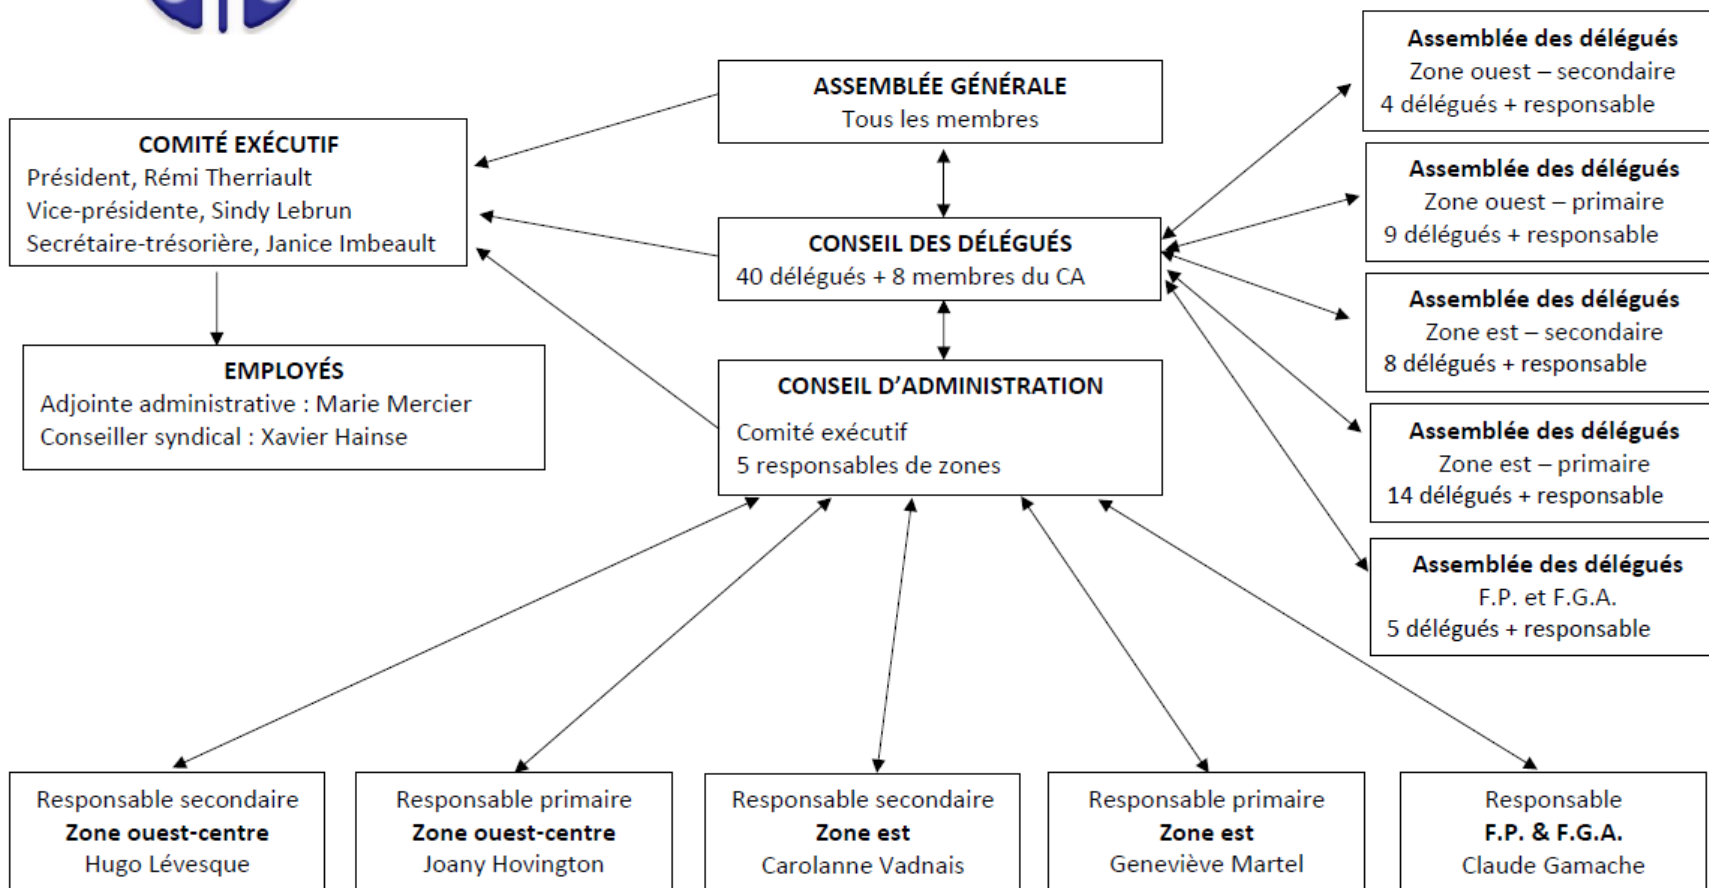 ASSEMBLÉE GÉNÉRALE
Tous les membres
COMITÉ EXÉCUTIF
Président, Rémi Therriault
Vice-présidente, Sindy Lebrun
Secrétaire-trésorière, Janice Imbeault
CONSEIL DES DÉLÉGUÉS
40 délégués + 8 membres du CA
EMPLOYÉS
Adjointe administrative : Marie Mercier
Conseiller syndical : Xavier Hainse
CONSEIL D’ADMINISTRATION
Comité exécutif
5 responsables de zones
Assemblée des délégués
Zone ouest – secondaire
4 délégués + responsable
Assemblée des délégués
Zone ouest – primaire
9 délégués + responsable
Assemblée des délégués
Zone est – secondaire
8 délégués + responsable
Assemblée des délégués
Zone est – primaire
14 délégués + responsable
Assemblée des délégués
F.P. et F.G.A.
5 délégués + responsable
Responsable secondaire
Zone ouest-centre
Hugo Lévesque
Responsable primaire
Zone ouest-centre
Joany Hovington
Responsable secondaire
Zone est
Carolanne Vadnais
Responsable primaire
Zone est
Geneviève Martel
Responsable
F.P. & F.G.A.
Claude Gamache